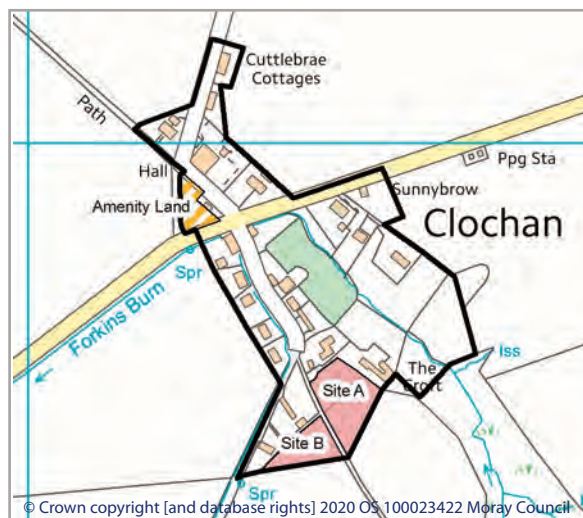 Cuttlebrae
Cottages
Path
Hall
Ppg Sta
Sunnybrow
Amenity Land
Clochan
Spr
Forkins Burn
Iss
The
Croft
Site A
Site B
Spr
© Crown copyright [and database rights] 2020 OS 100023422 Moray Council